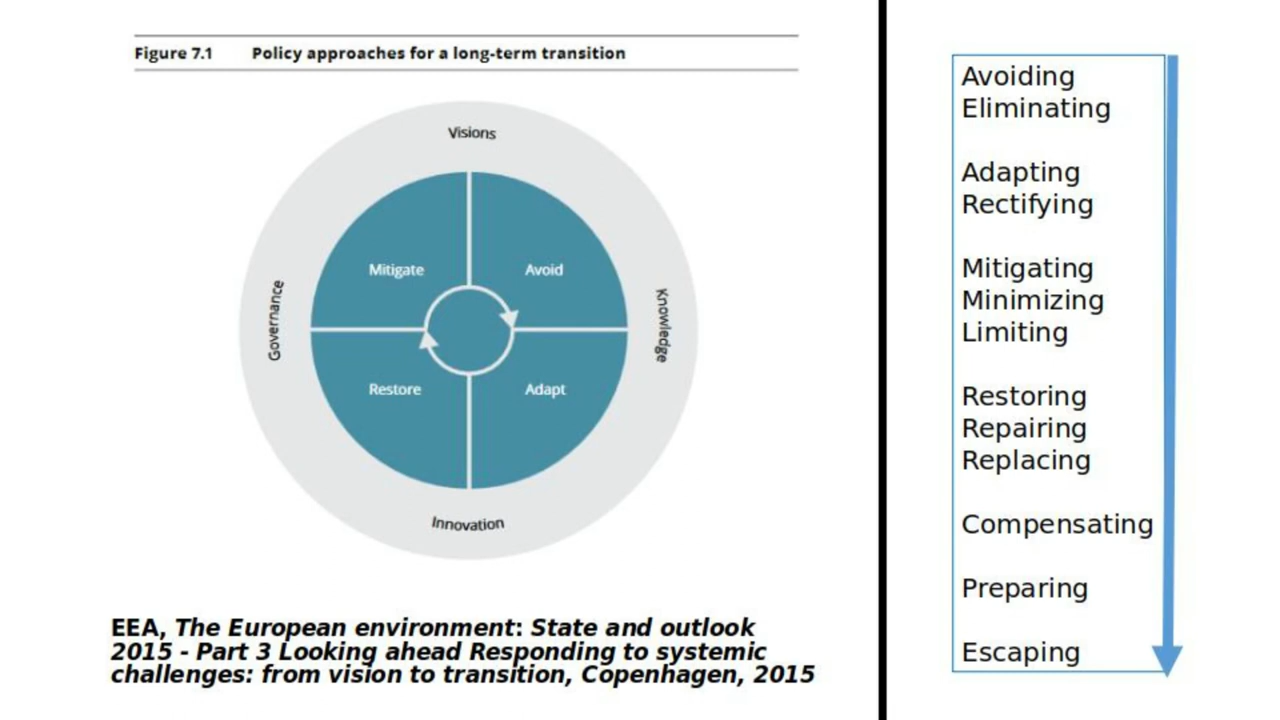 Figure 7.1 Policy approaches for a long-term transition
Visions
Mitigate
Avoid
Governance
Knowledge
Restore
Adapt
Innovation
EEA, The European environment: State and outlook
2015 - Part 3 Looking ahead Responding to systemic
challenges: from vision to transition, Copenhagen, 2015
Avoiding
Eliminating
Adapting
Rectifying
Mitigating
Minimizing
Limiting
Restoring
Repairing
Replacing
Compensating
Preparing
Escaping